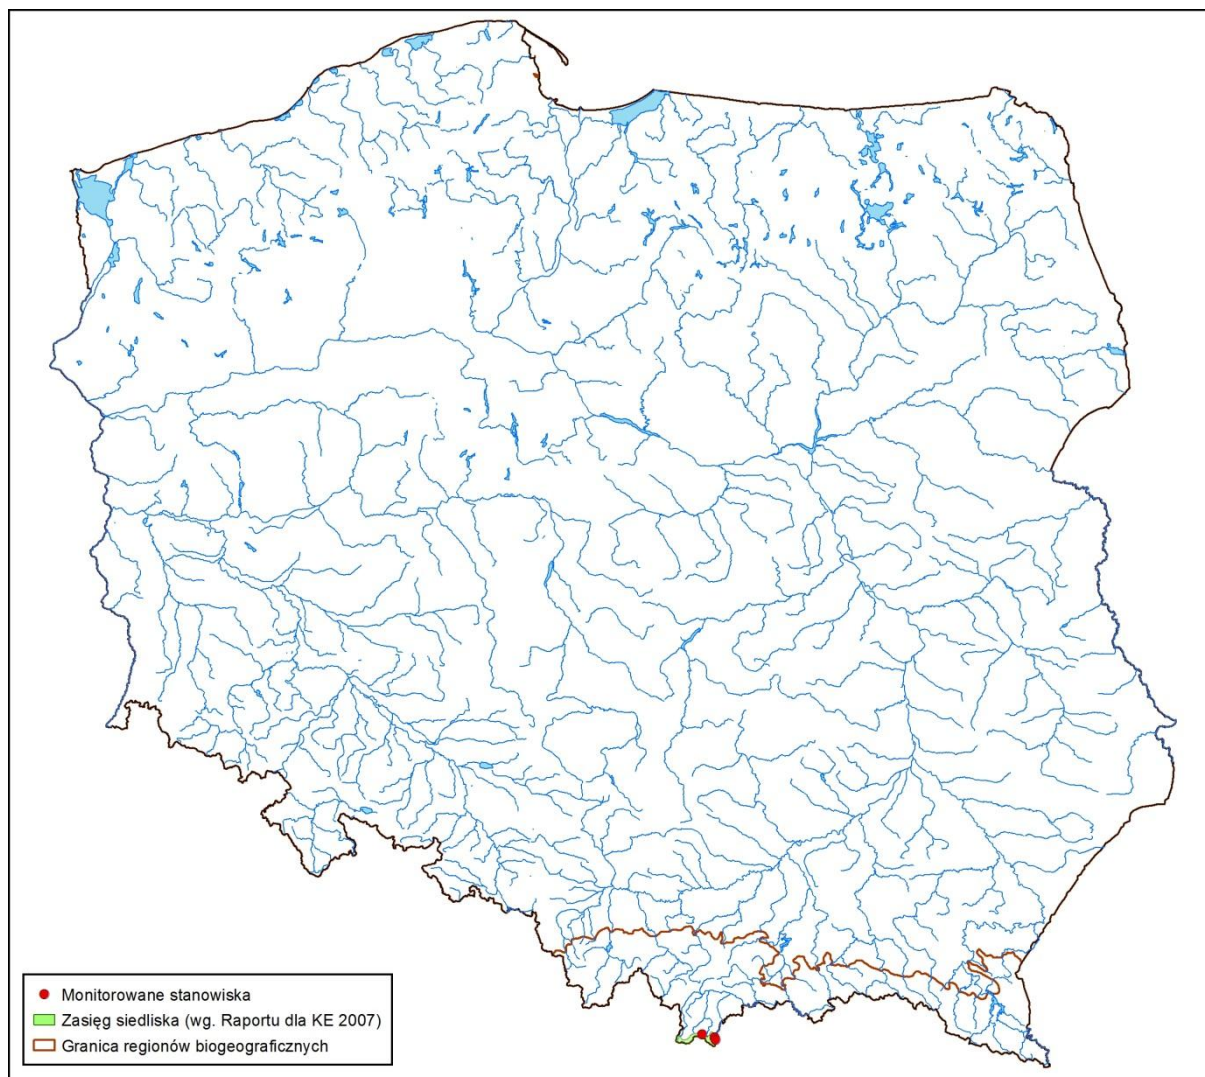 Monitorowane stanowiska
Zasięg siedliska (wg. Raportu dla KE 2007)
Granica regionów biogeograficznych